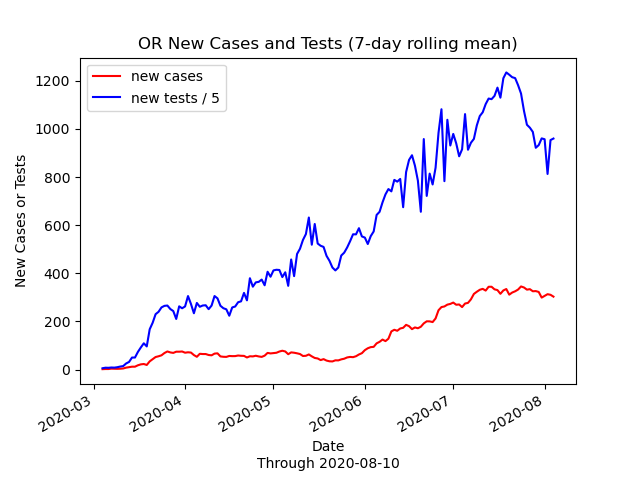 OR New Cases and Tests (7-day rolling mean)
new cases
new tests / 5
New Cases or Tests
1200
1000
800
600
400
200
0
2020-03
2020-04
2020-05
2020-06
2020-07
2020-08
Date
Through 2020-08-10